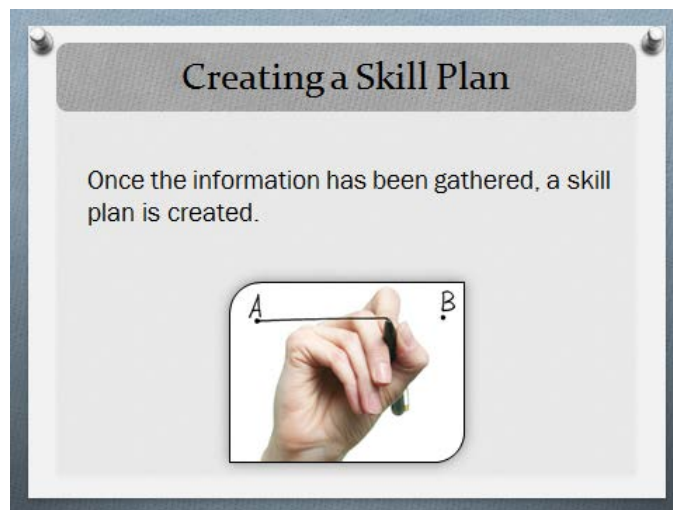 Creating a Skill Plan
Once the information has been gathered, a skill
plan is created.
A
B